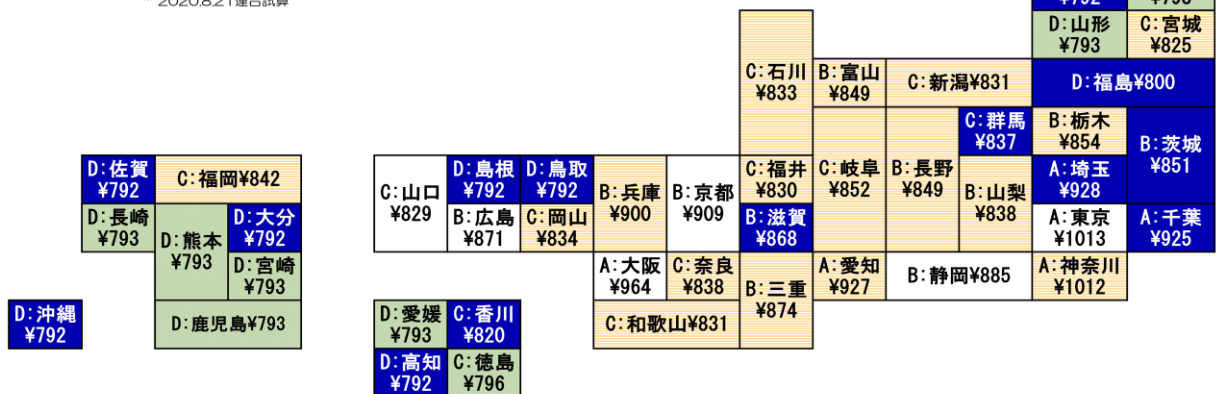 * 2020.8.21連合試算
¥792
¥793
D:山形
¥793
C:宮城
¥825
C:石川
¥833
B:富山
¥849
C:新潟¥831
D:福島¥800
C:群馬
¥837
B:栃木
¥854
B:茨城
¥851
D:佐賀
¥792
C:福岡¥842
C:山口
¥829
D:島根
¥792
D:鳥取
¥792
B:兵庫
¥900
B:京都
¥909
C:福井
¥830
C:岐阜
¥852
B:長野
¥849
B:山梨
¥838
A:埼玉
¥928
D:長崎
¥793
D:熊本
¥793
D:大分
¥792
B:広島
¥871
C:岡山
¥834
B:滋賀
¥868
A:東京
¥1013
A:千葉
¥925
D:宮崎
¥793
A:大阪
¥964
C:奈良
¥838
B:三重
¥874
A:愛知
¥927
B:静岡¥885
A:神奈川
¥1012
D:沖縄
¥792
D:鹿児島¥793
D:愛媛
¥793
C:香川
¥820
C:和歌山¥831
D:高知
¥792
C:徳島
¥796